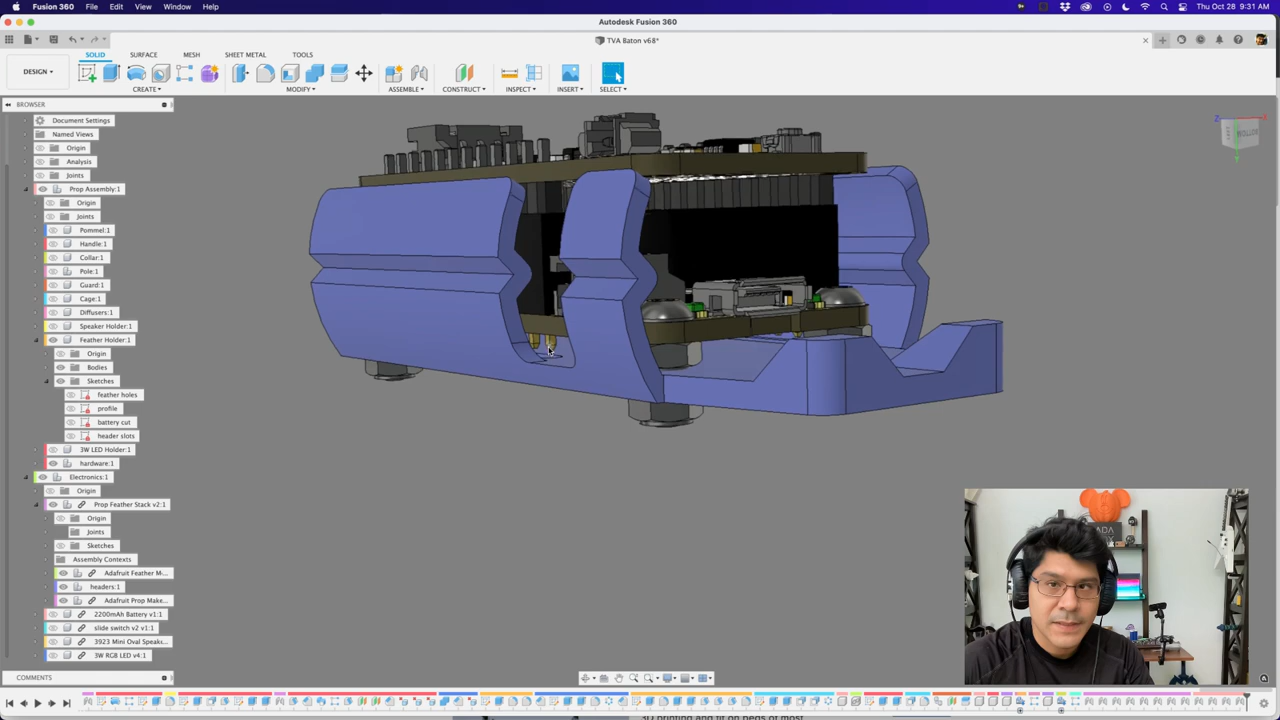 Fusion 360 File Edit View Window Help
Thu Oct 28 9:31 AM
Autodesk Fusion 360
TVA Baton v68*
SOLID SURFACE MESH SHEET METAL TOOLS
DESIGN
CREATE MODIFY ASSEMBLE CONSTRUCT INSPECT INSERT SELECT
BROWSER
Document Settings
Named Views
Origin
Analysis
Joints
Prop Assembly:1
Origin
Joints
Pommel:1
Handle:1
Collar:1
Pole:1
Guard:1
Cage:1
Diffusers:1
Speaker Holder:1
Feather Holder:1
Origin
Bodies
Sketches
feather holes
profile
battery cut
header slots
3W LED Holder:1
hardware:1
Electronics:1
Origin
Prop Feather Stack v2:1
Origin
Joints
Sketches
Assembly Contexts
Adafruit Feather M...
headers:1
Adafruit Prop Make...
2200mAh Battery v1:1
slide switch v2 v1:1
3923 Mini Oval Speak...
3W RGB LED v4:1
COMMENTS